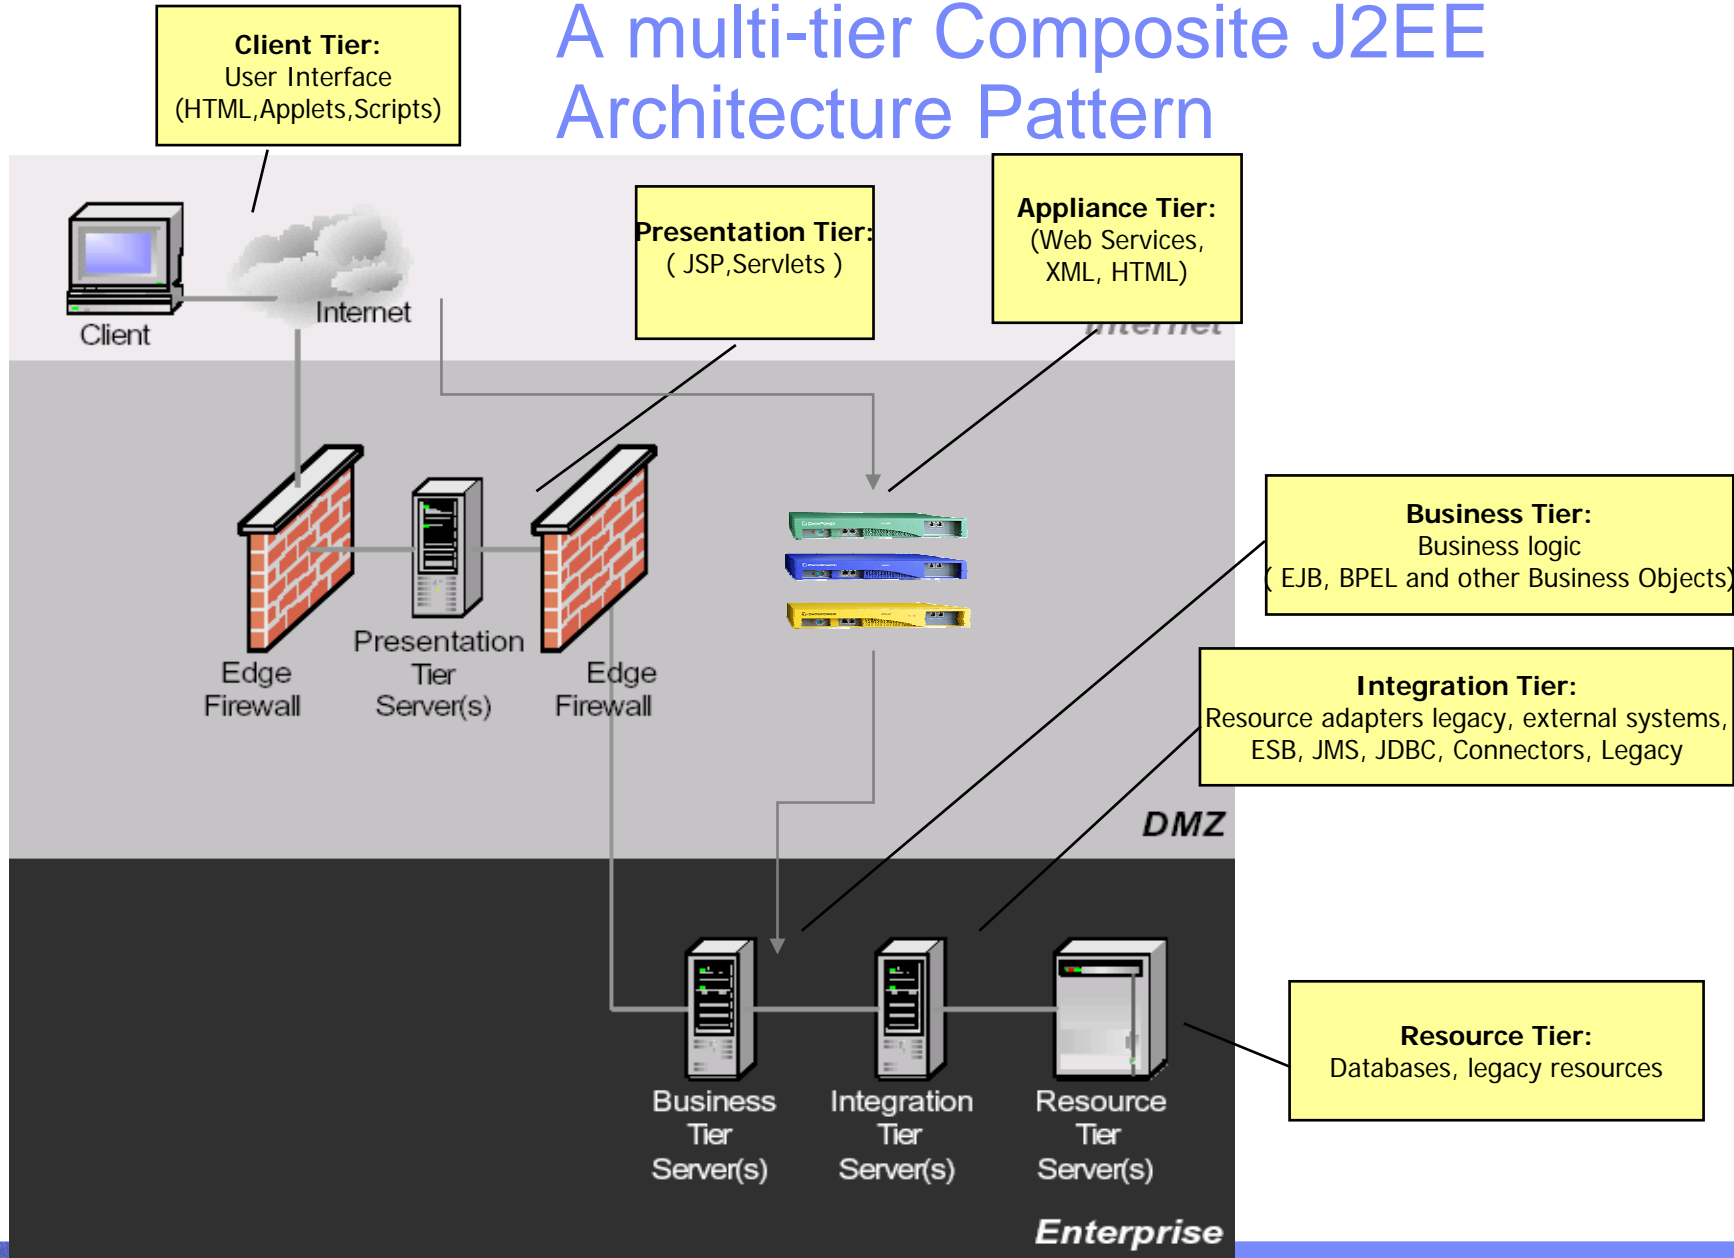 A multi-tier Composite J2EE
Architecture Pattern
Client Tier:
User Interface
(HTML,Applets,Scripts)
Presentation Tier:
( JSP,Servlets )
Appliance Tier:
(Web Services,
XML, HTML)
Internet
Client
Internet
Edge
Firewall
Presentation
Tier
Server(s)
Edge
Firewall
Business Tier:
Business logic
( EJB, BPEL and other Business Objects)
Integration Tier:
Resource adapters legacy, external systems,
ESB, JMS, JDBC, Connectors, Legacy
DMZ
Resource Tier:
Databases, legacy resources
Business
Tier
Server(s)
Integration
Tier
Server(s)
Resource
Tier
Server(s)
Enterprise